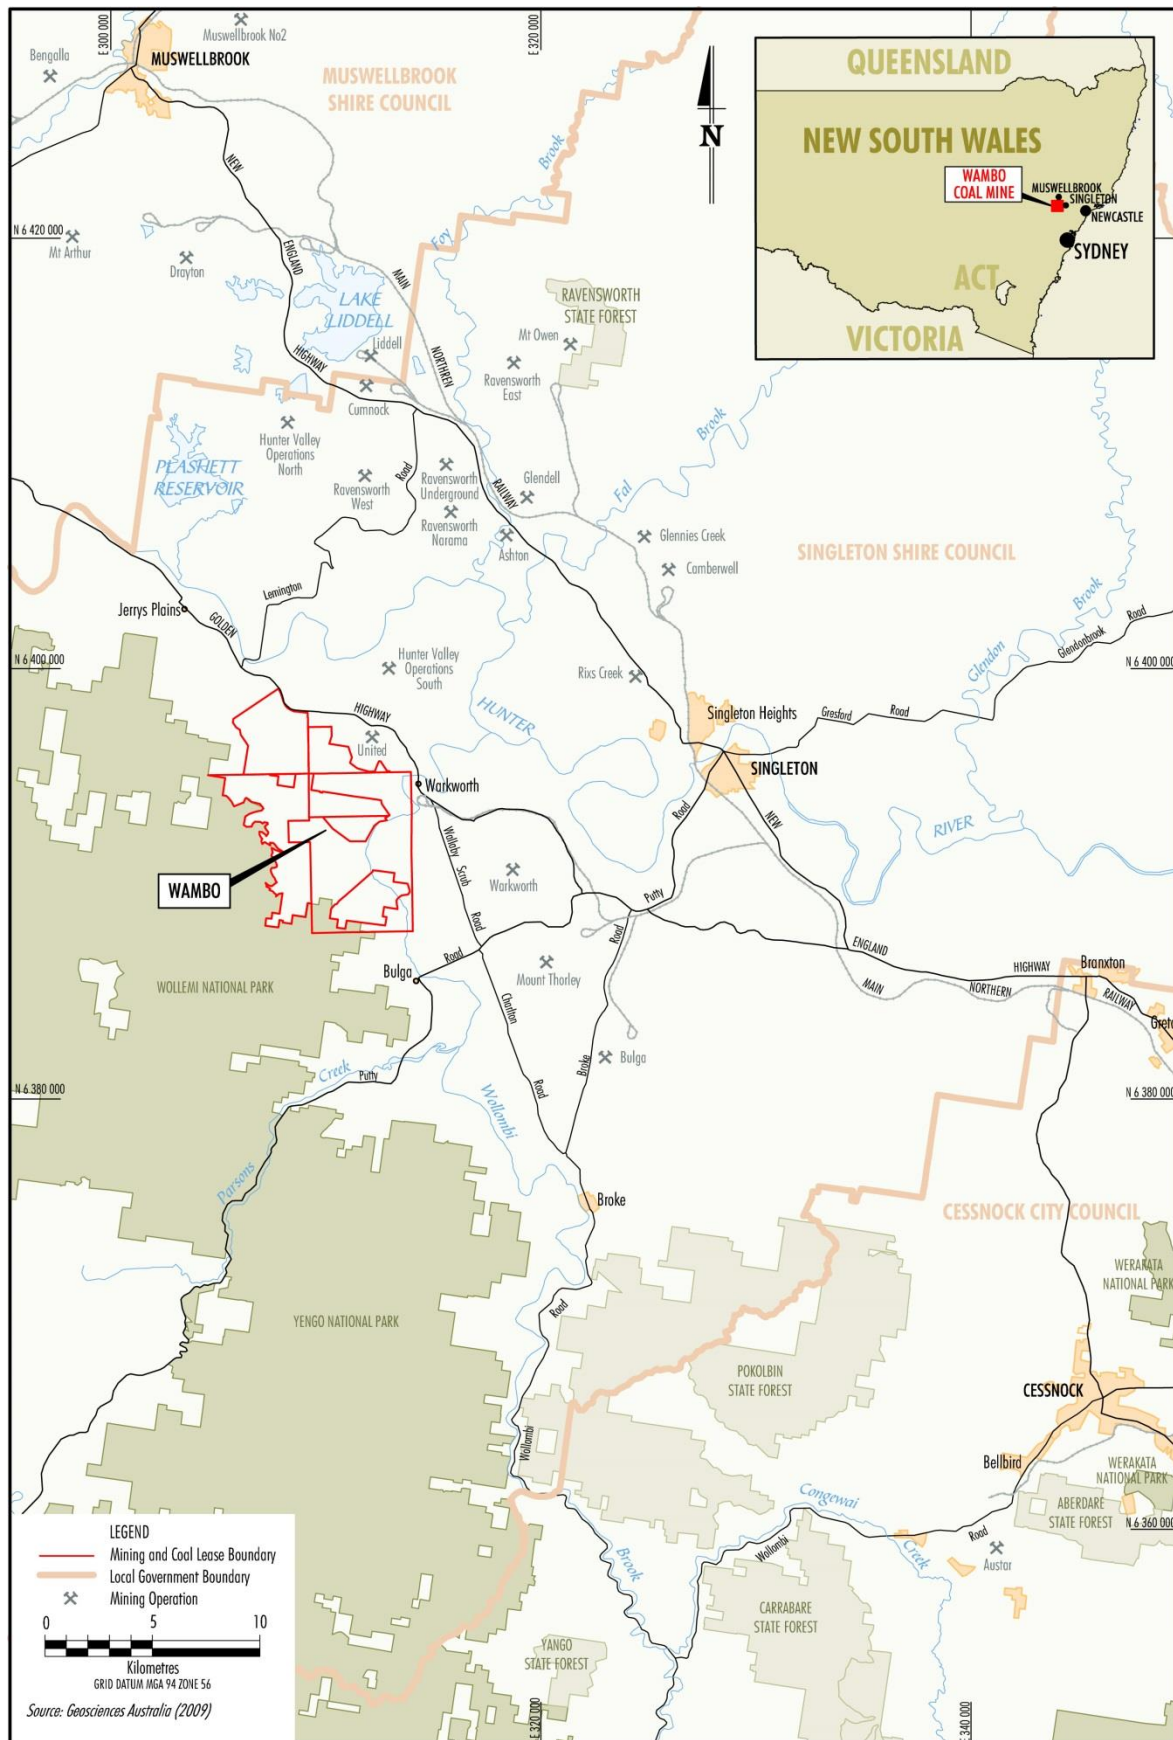 E 300 000
E 320 000
Muswellbrook No2
Bengalla
MUSWELLBROOK
MUSWELLBROOK
SHIRE COUNCIL
N
QUEENSLAND
NEW SOUTH WALES
WAMBO
COAL MINE
MUSWELLBROOK
SINGLETON
NEWCASTLE
SYDNEY
ACT
VICTORIA
NEW
ENGLAND
HIGHWAY
Foy
Brook
N 6 420 000
Mt Arthur
Drayton
MAIN
NORTHREN
RAILWAY
LAKE
LIDDELL
Liddell
RAVENSWORTH
STATE FOREST
Mt Owen
Ravensworth
East
Cumnock
Hunter Valley
Operations
North
PLASHETT
RESERVOIR
Ravensworth
West
Road
Ravensworth
Underground
Ravensworth
Narama
Glendell
Ashton
Fal
Brook
Glennies Creek
Camberwell
SINGLETON SHIRE COUNCIL
Lemington
Jerrys Plains
GOLDEN
HIGHWAY
Glendon
Brook
Glendonbrook
Road
N 6 400 000
N 6 400 000
Hunter Valley
Operations
South
Rixs Creek
HUNTER
RIVER
Singleton Heights
Gresford
Road
SINGLETON
United
Warkworth
Wallaby
Scrub
Road
Warkworth
Road
Putty
NEW
ENGLAND
HIGHWAY
WAMBO
Road
Bulga
Mount Thorley
Road
Broke
Charlton
Road
Bulga
MAIN
NORTHERN
RAILWAY
Branxton
Greta
WOLLEMI NATIONAL PARK
Creek
Putty
Parsons
Wollombi
N 6 380 000
N 6 380 000
Broke
CESSNOCK CITY COUNCIL
WERAKATA
NATIONAL PARK
YENGO NATIONAL PARK
Road
Wollombi
POKOLBIN
STATE FOREST
CESSNOCK
Bellbird
WERAKATA
NATIONAL PARK
ABERDARE
STATE FOREST
N 6 360 000
Congewai
Creek
Wollombi
Road
Austar
Brook
CARRABARE
STATE FOREST
YANGO
STATE FOREST
E 320 000
E 340 000
LEGEND
Mining and Coal Lease Boundary
Local Government Boundary
Mining Operation
0 5 10
Kilometres
GRID DATUM MGA 94 ZONE 56
Source: Geosciences Australia (2009)